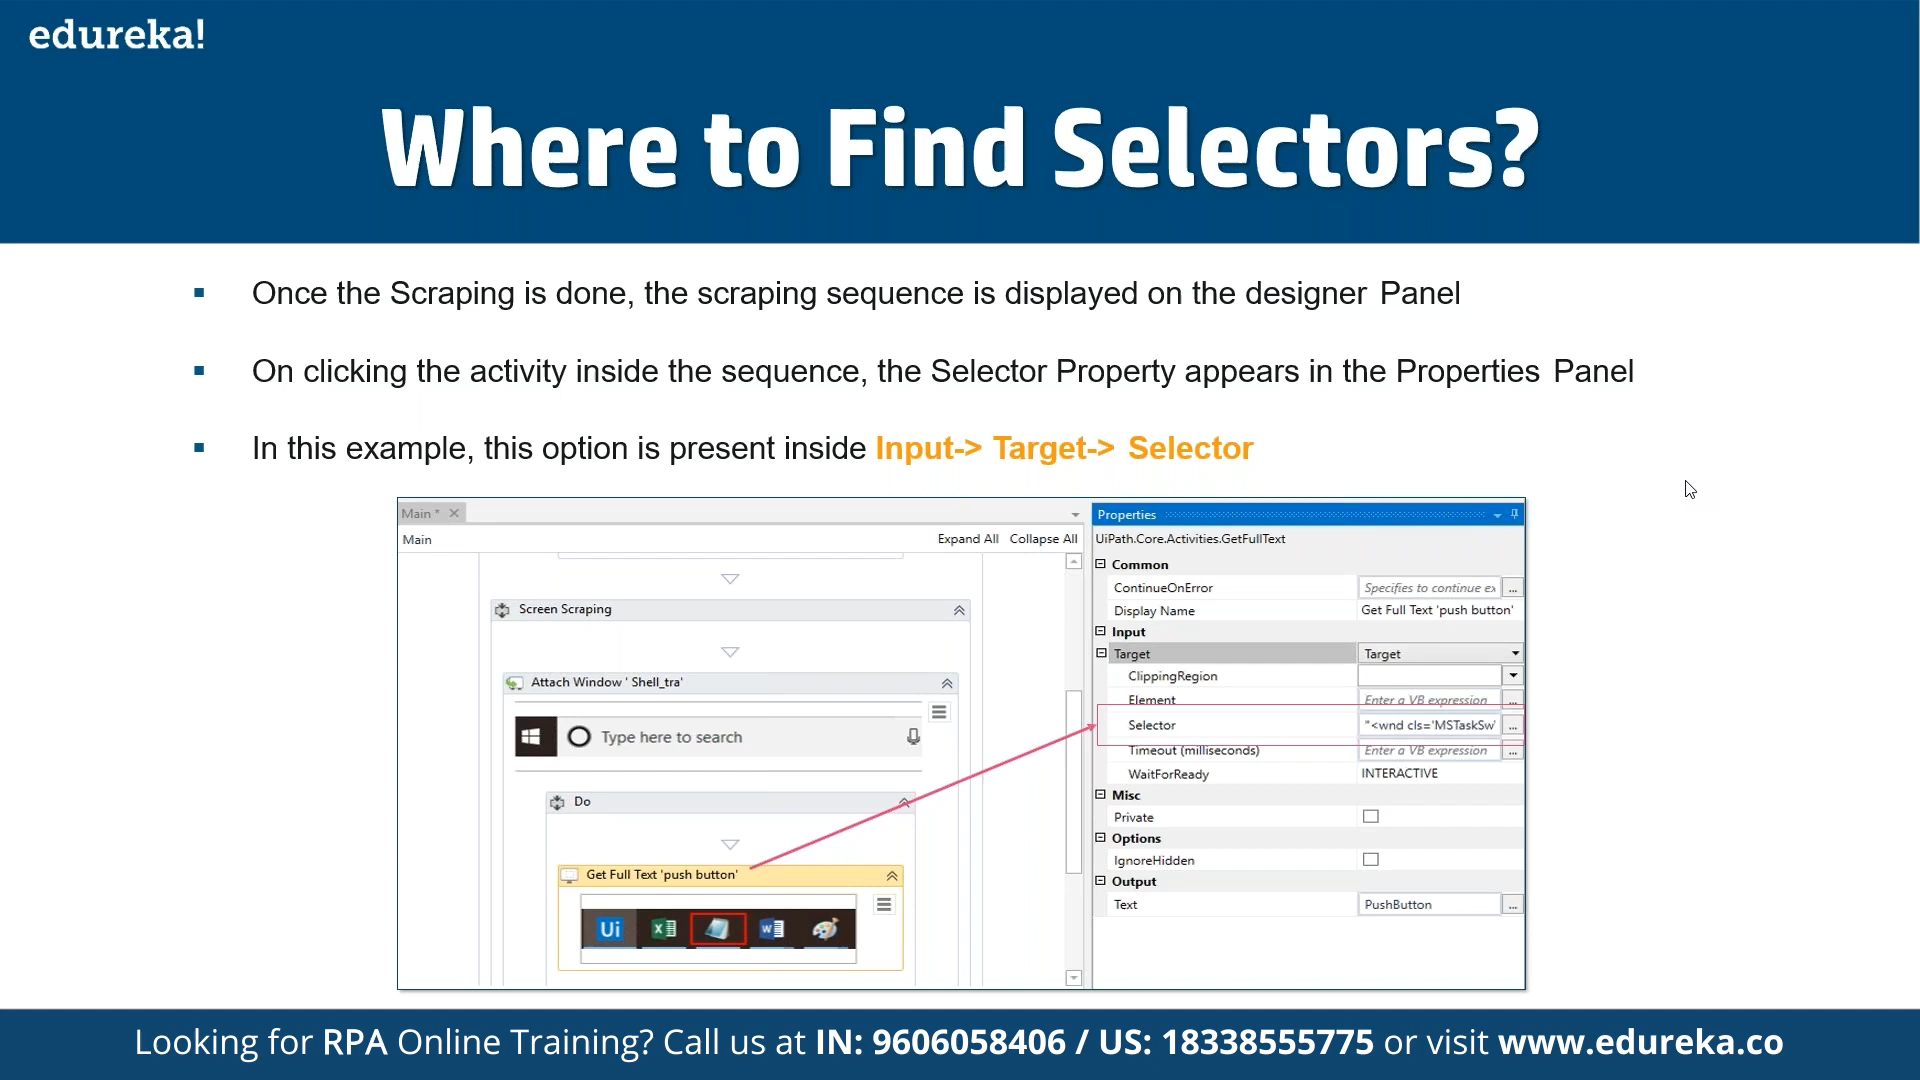 edureka!
Where to Find Selectors?
Once the Scraping is done, the scraping sequence is displayed on the designer Panel
On clicking the activity inside the sequence, the Selector Property appears in the Properties Panel
In this example, this option is present inside Input-> Target-> Selector
Main *
Main
Expand All Collapse All
Screen Scraping
Attach Window ' Shell_tra'
Type here to search
Do
Get Full Text 'push button'
Ui
Properties
UiPath.Core.Activities.GetFullText
Common
ContinueOnError Specifies to continue ex ...
Display Name Get Full Text 'push button'
Input
Target Target
ClippingRegion
Element Enter a VB expression ...
Selector "<wnd cls='MSTaskSw' ...
Timeout (milliseconds) Enter a VB expression ...
WaitForReady INTERACTIVE
Misc
Private
Options
IgnoreHidden
Output
Text PushButton ...
Looking for RPA Online Training? Call us at IN: 9606058406 / US: 18338555775 or visit www.edureka.co